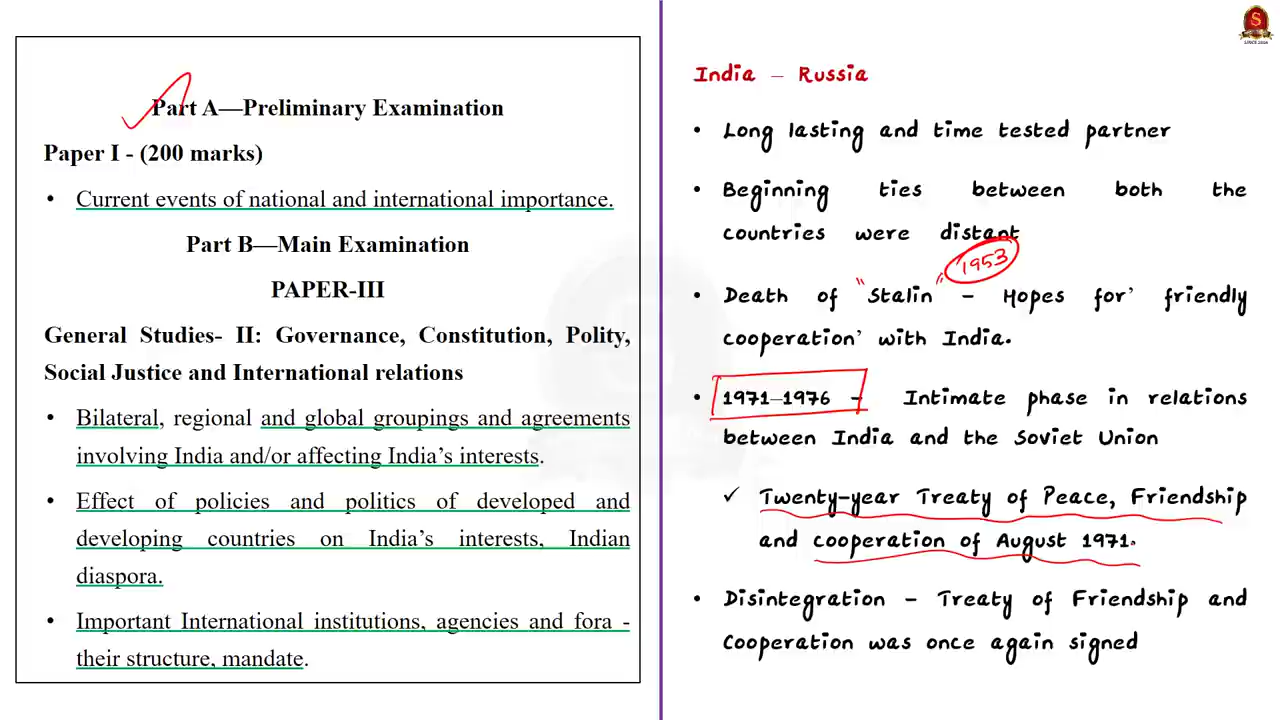 Part A—Preliminary Examination
Paper I - (200 marks)
• Current events of national and international importance.
Part B—Main Examination
PAPER-III
General Studies- II: Governance, Constitution, Polity,
Social Justice and International relations
• Bilateral, regional and global groupings and agreements
involving India and/or affecting India's interests.
• Effect of policies and politics of developed and
developing countries on India's interests, Indian
diaspora.
• Important International institutions, agencies and fora -
their structure, mandate.
India – Russia
• Long lasting and time tested partner
• Beginning ties between both the
countries were distant
1953
• Death of "Stalin" – Hopes for' friendly
cooperation' with India.
• 1971–1976 – Intimate phase in relations
between India and the Soviet Union
✓ Twenty-year Treaty of Peace, Friendship
and cooperation of August 1971.
• Disintegration – Treaty of Friendship and
Cooperation was once again signed